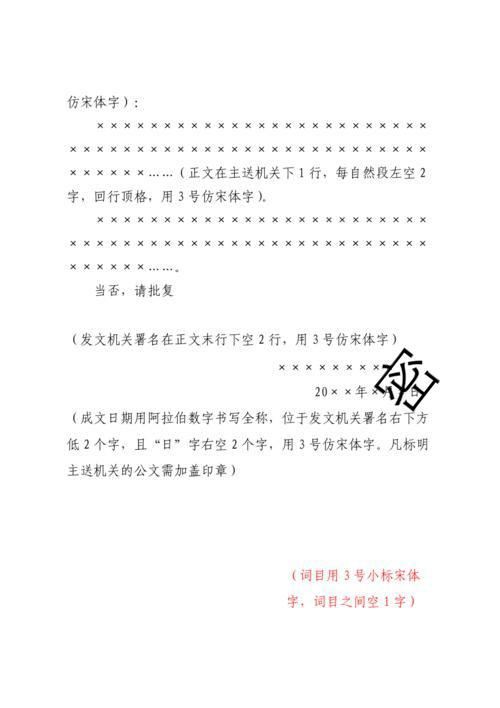 仿宋体字）：
×××××××××××××××××××××××××
×××××××××××××××××××××××××××
××××××……（正文在主送机关下1行，每自然段左空2
字，回行顶格，用3号仿宋体字）。
×××××××××××××××××××××××××
×××××××××××××××××××××××××××
××××××……。
当否，请批复
（发文机关署名在正文末行下空2行，用3号仿宋体字）
×××××××××
20××年×月×日
密
（成文日期用阿拉伯数字书写全称，位于发文机关署名右下方
低2个字，且“日”字右空2个字，用3号仿宋体字。凡标明
主送机关的公文需加盖印章）
（词目用3号小标宋体
字，词目之间空1字）